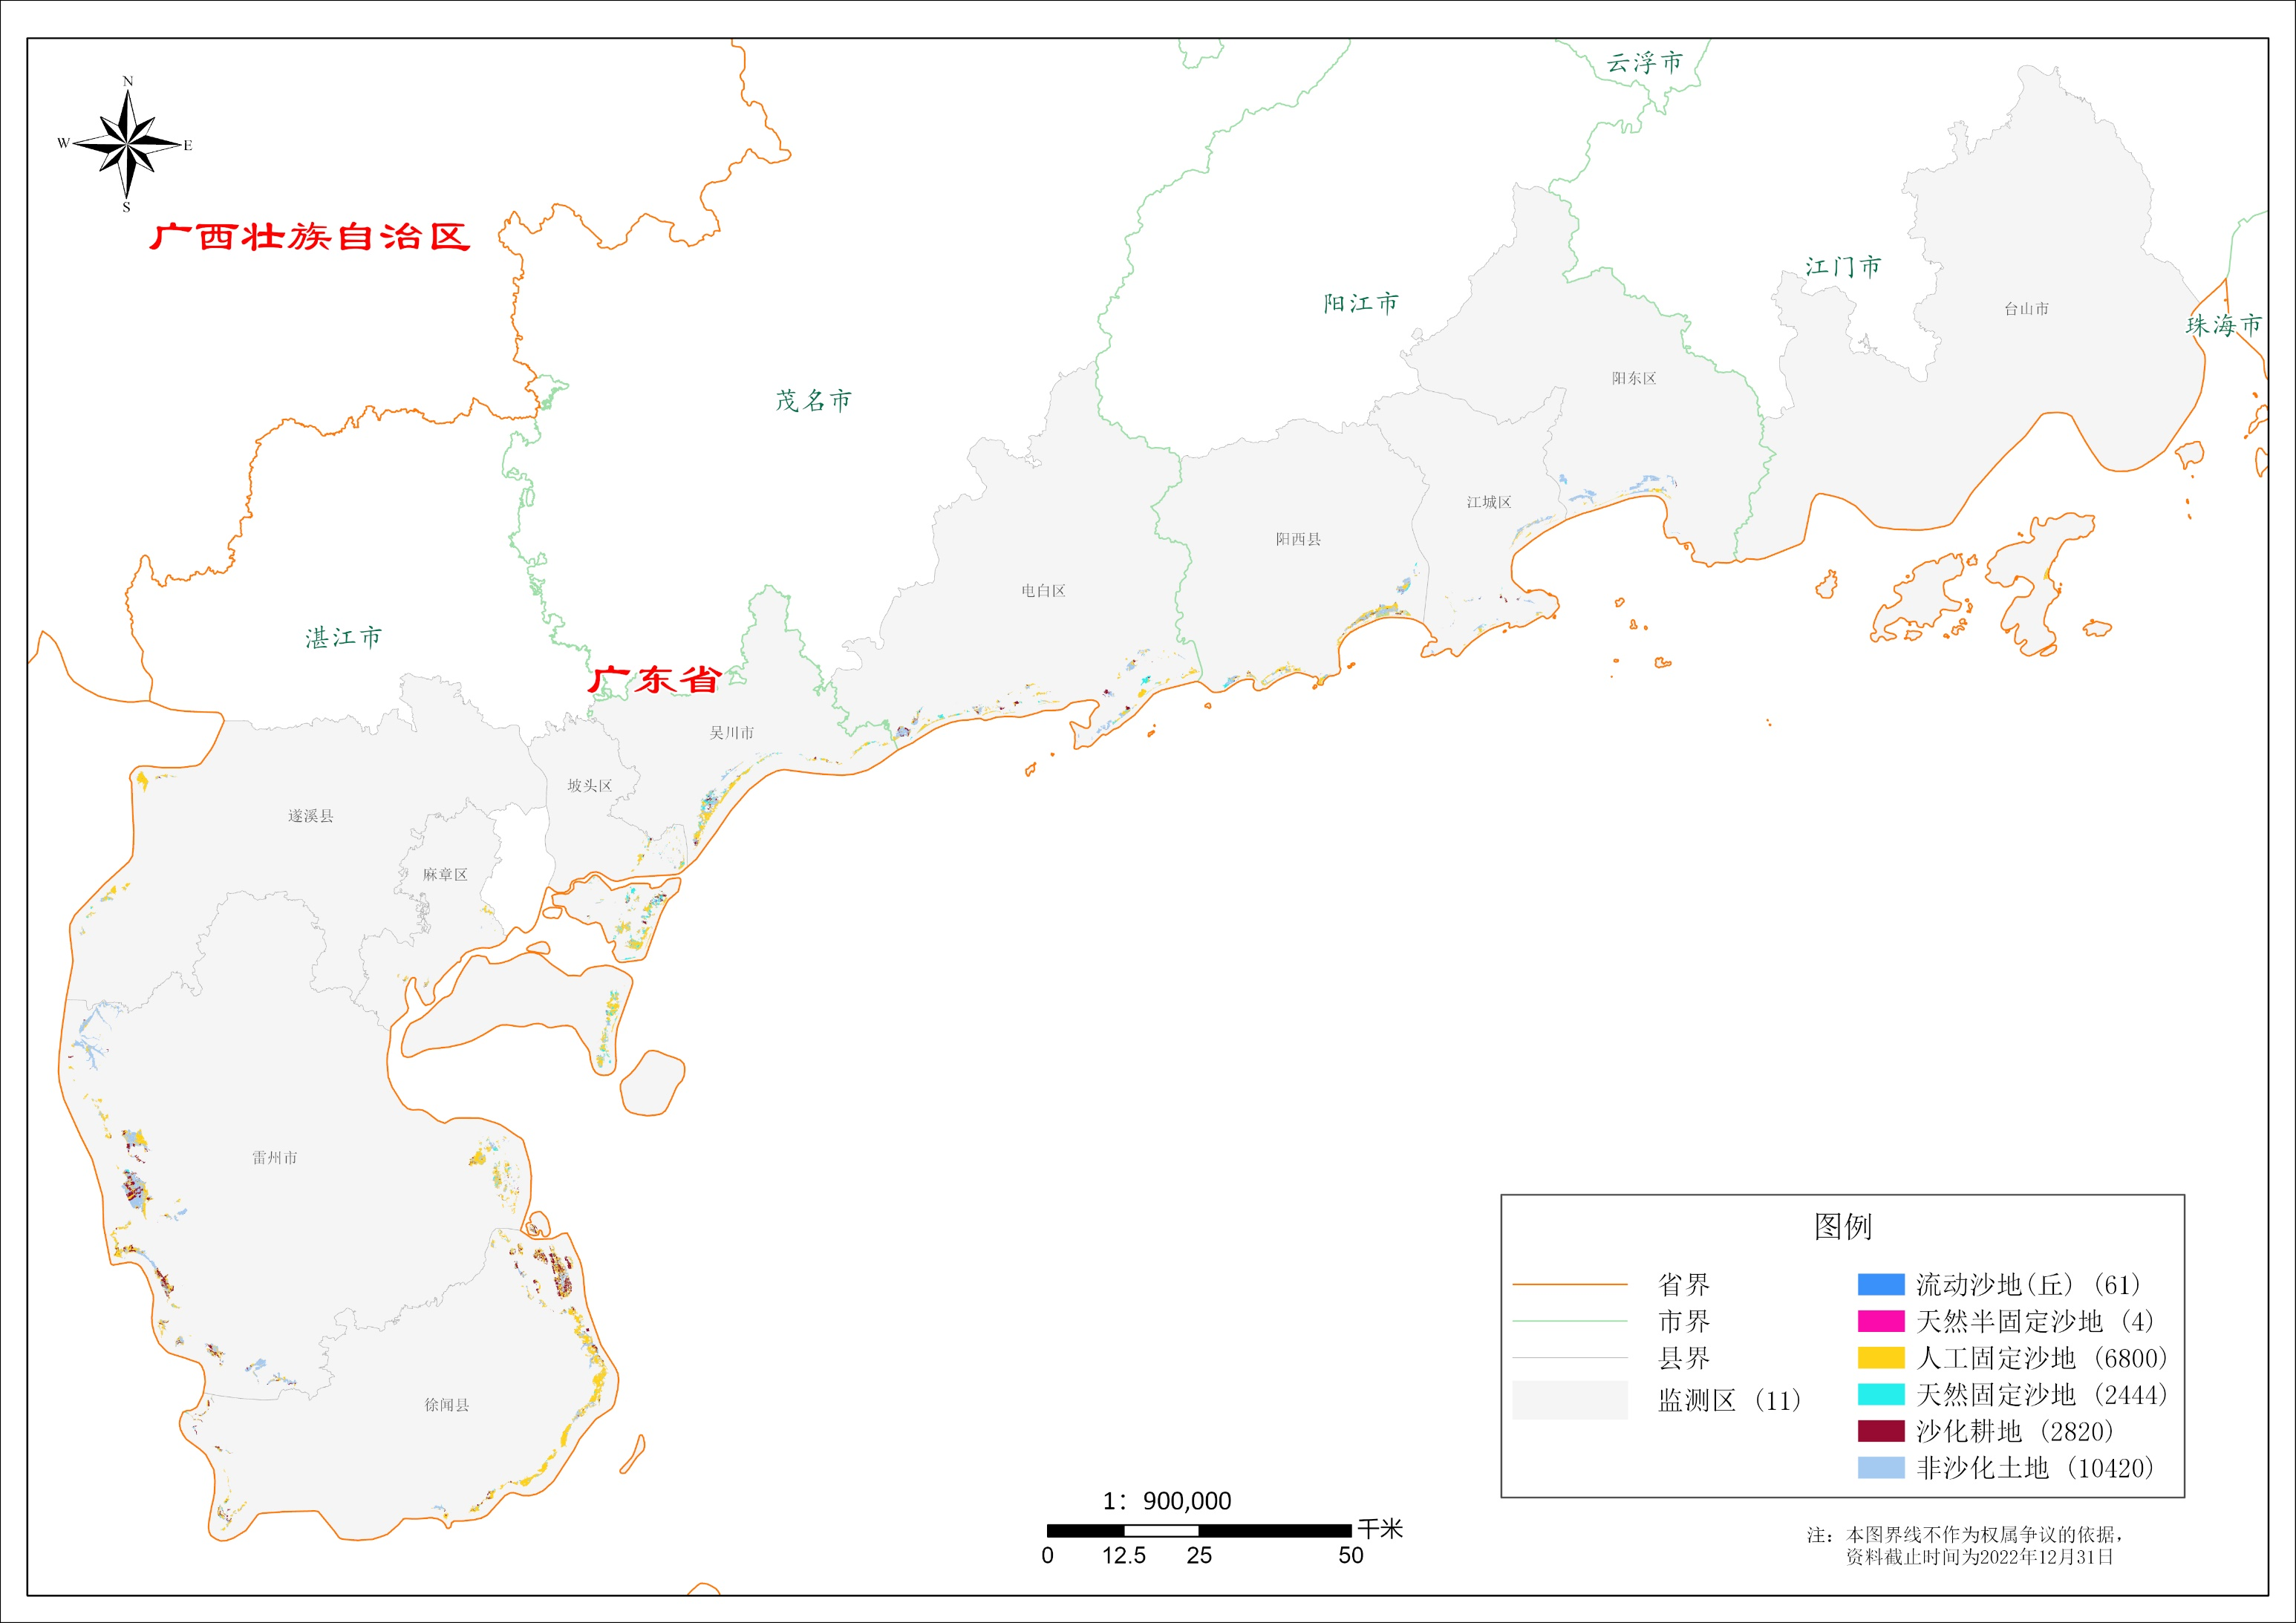 N
W
E
S
广西壮族自治区
云浮市
江门市
台山市
珠海市
阳江市
阳东区
茂名市
江城区
阳西县
电白区
湛江市
广东省
吴川市
坡头区
遂溪县
麻章区
雷州市
徐闻县
图例
省界
市界
县界
监测区 (11)
流动沙地(丘) (61)
天然半固定沙地 (4)
人工固定沙地 (6800)
天然固定沙地 (2444)
沙化耕地 (2820)
非沙化土地 (10420)
1：900,000
千米
0 12.5 25 50
注：本图界线不作为权属争议的依据，
资料截止时间为2022年12月31日